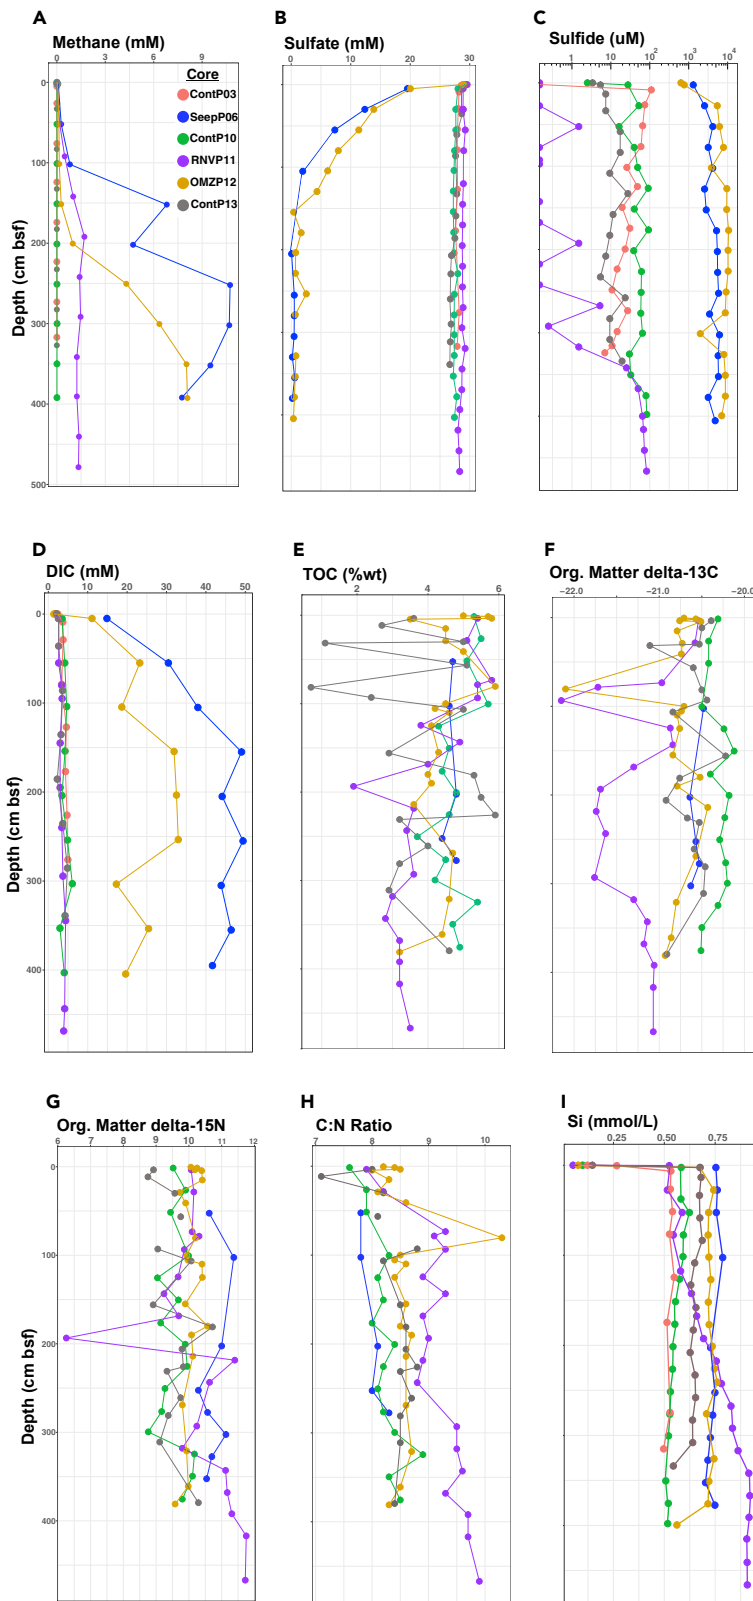 A
Methane (mM)
0 3 6 9
Core
ContP03
SeepP06
ContP10
RNVP11
OMZP12
ContP13
0
100
200
300
400
500
Depth (cm bsf)
B
Sulfate (mM)
0 10 20 30
C
Sulfide (uM)
1 10 10² 10³ 10⁴
D
DIC (mM)
0 10 20 30 40 50
0
100
200
300
400
Depth (cm bsf)
E
TOC (%wt)
2 4 6
F
Org. Matter delta-13C
-22.0 -21.0 -20.0
G
Org. Matter delta-15N
6 7 8 9 10 11 12
0
100
200
300
400
Depth (cm bsf)
H
C:N Ratio
7 8 9 10
I
Si (mmol/L)
0,25 0,50 0,75